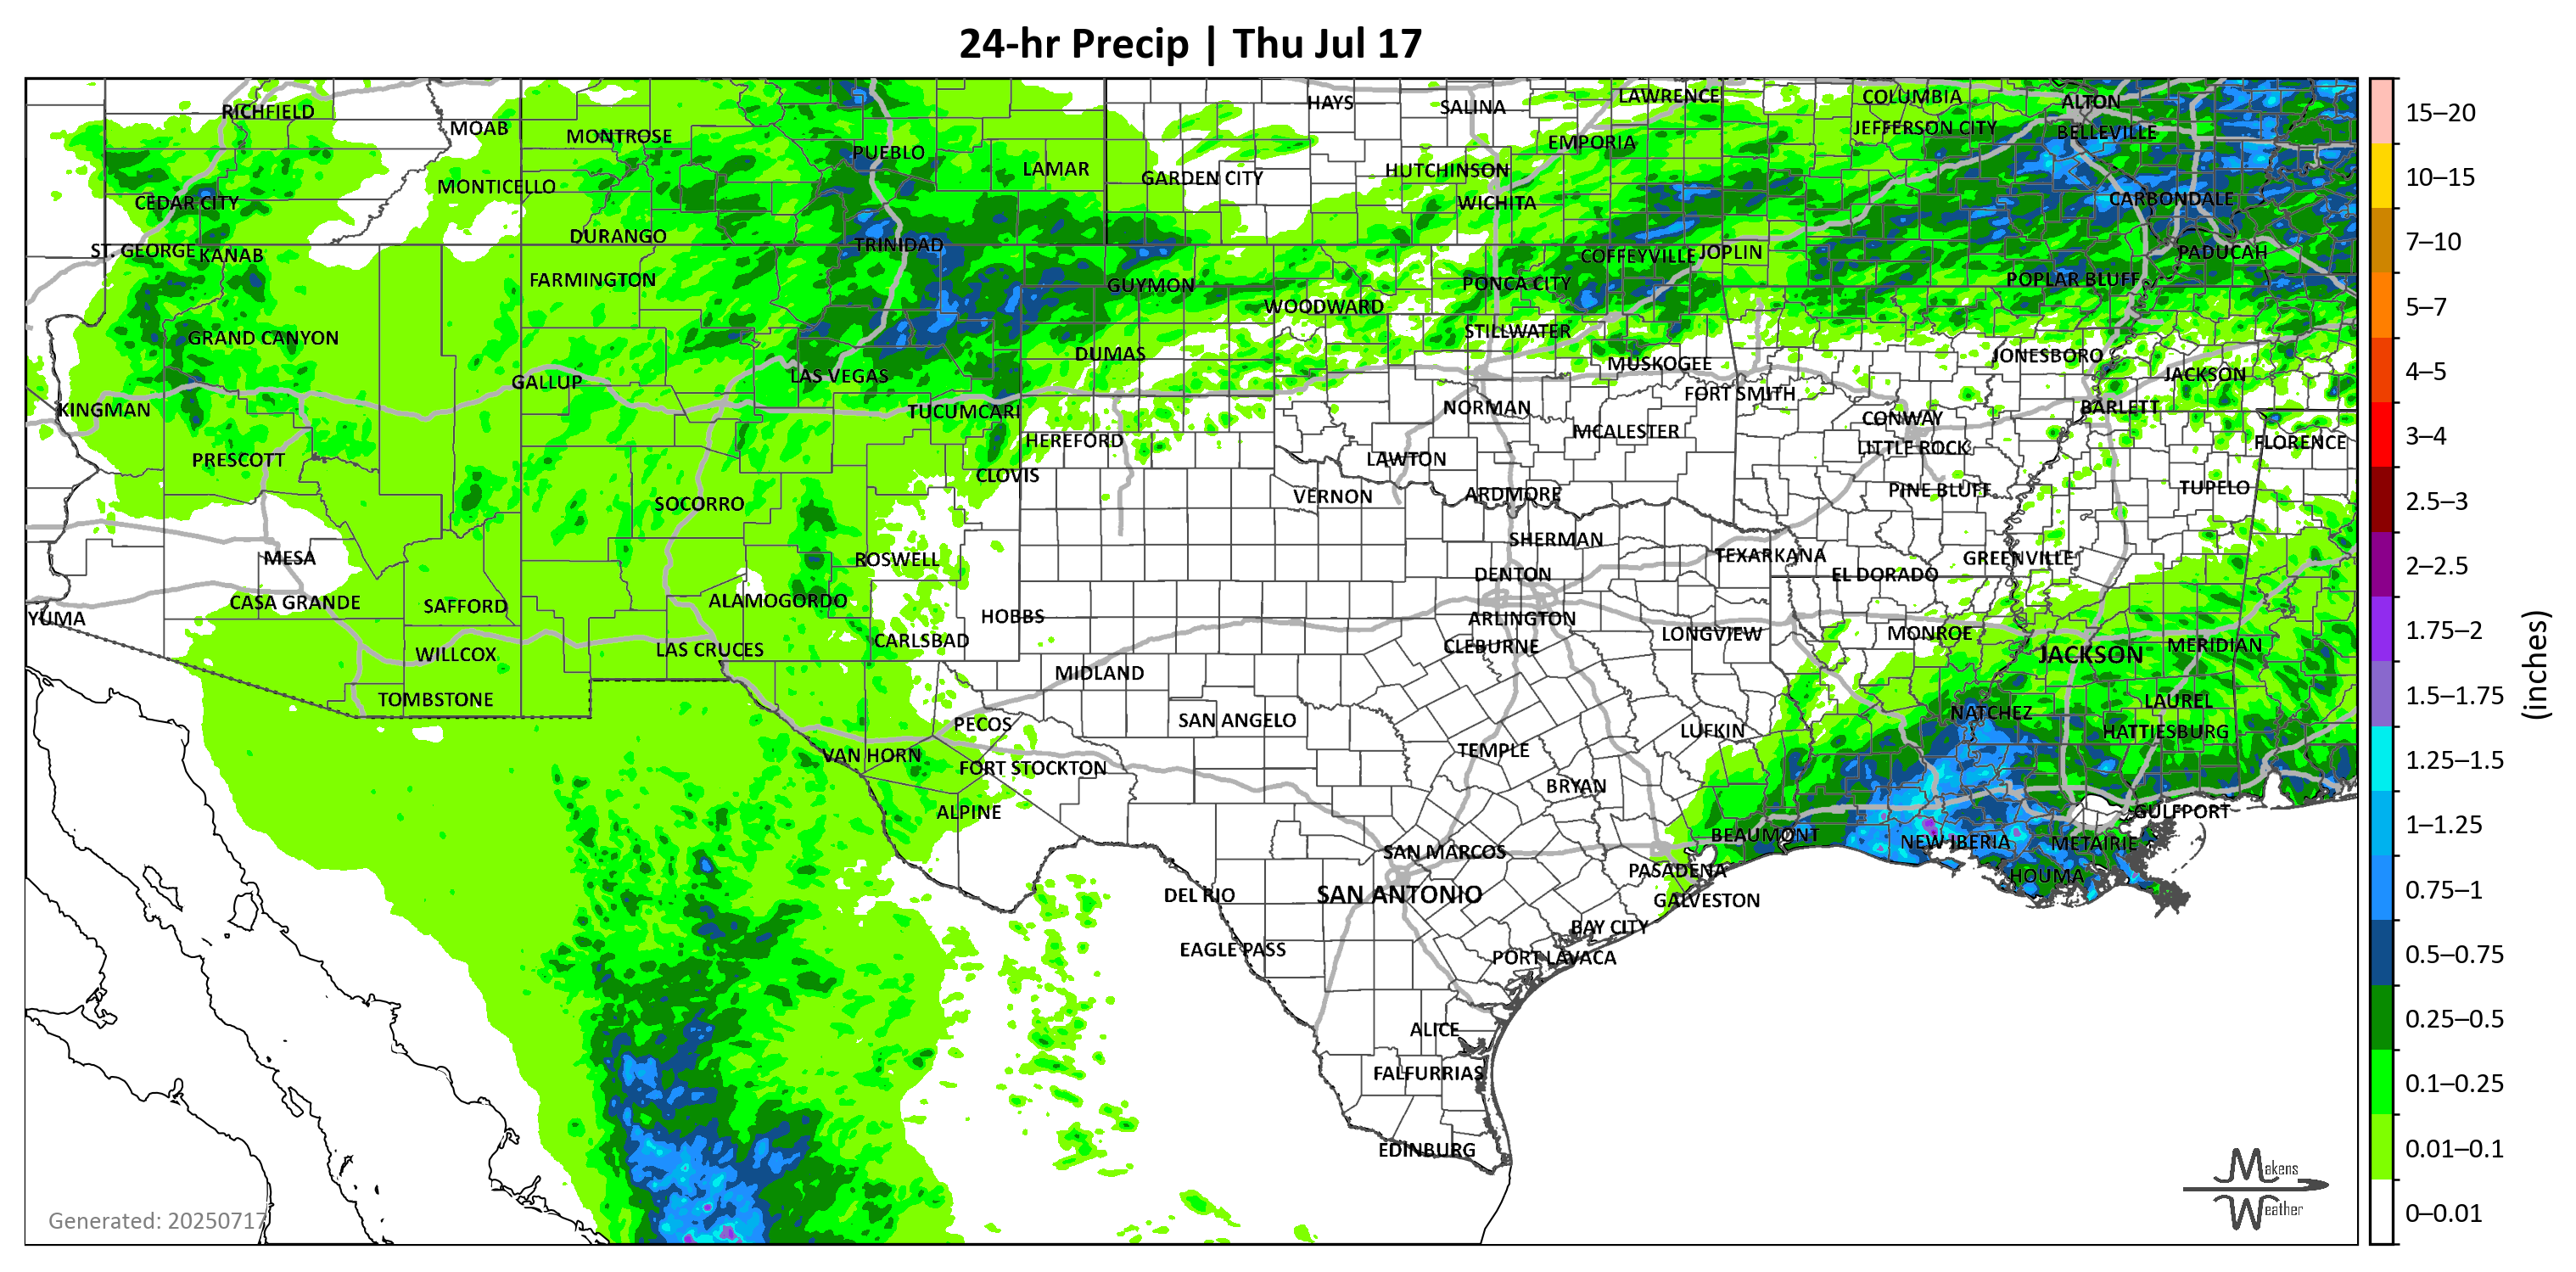 24-hr Precip | Thu Jul 17
RICHFIELD
MOAB
MONTROSE
PUEBLO
LAMAR
HAYS
SALINA
LAWRENCE
COLUMBIA
ALTON
JEFFERSON CITY
BELLEVILLE
EMPORIA
GARDEN CITY
HUTCHINSON
MONTICELLO
CEDAR CITY
WICHITA
CARBONDALE
DURANGO
TRINIDAD
ST. GEORGE
KANAB
COFFEYVILLE
JOPLIN
PADUCAH
FARMINGTON
GUYMON
PONCA CITY
POPLAR BLUFF
WOODWARD
GRAND CANYON
STILLWATER
DUMAS
MUSKOGEE
JONESBORO
GALLUP
LAS VEGAS
JACKSON
KINGMAN
TUCUMCARI
NORMAN
FORT SMITH
CONWAY
BARLETT
HEREFORD
MCALESTER
LITTLE ROCK
FLORENCE
PRESCOTT
LAWTON
CLOVIS
SOCORRO
VERNON
ARDMORE
PINE BLUFF
TUPELO
MESA
ROSWELL
SHERMAN
TEXARKANA
GREENVILLE
DENTON
EL DORADO
CASA GRANDE
SAFFORD
ALAMOGORDO
YUMA
HOBBS
ARLINGTON
WILLCOX
LAS CRUCES
CARLSBAD
CLEBURNE
LONGVIEW
MONROE
JACKSON
MERIDIAN
MIDLAND
TOMBSTONE
PECOS
SAN ANGELO
NATCHEZ
LAUREL
LUFKIN
HATTIESBURG
VAN HORN
FORT STOCKTON
TEMPLE
ALPINE
BRYAN
GULFPORT
BEAUMONT
NEW IBERIA
METAIRIE
SAN MARCOS
PASADENA
HOUMA
DEL RIO
SAN ANTONIO
GALVESTON
BAY CITY
EAGLE PASS
PORT LAVACA
ALICE
FALFURRIAS
EDINBURG
Generated: 20250717
Makens
Weather
15–20
10–15
7–10
5–7
4–5
3–4
2.5–3
2–2.5
1.75–2
1.5–1.75
1.25–1.5
1–1.25
0.75–1
0.5–0.75
0.25–0.5
0.1–0.25
0.01–0.1
0–0.01
(inches)